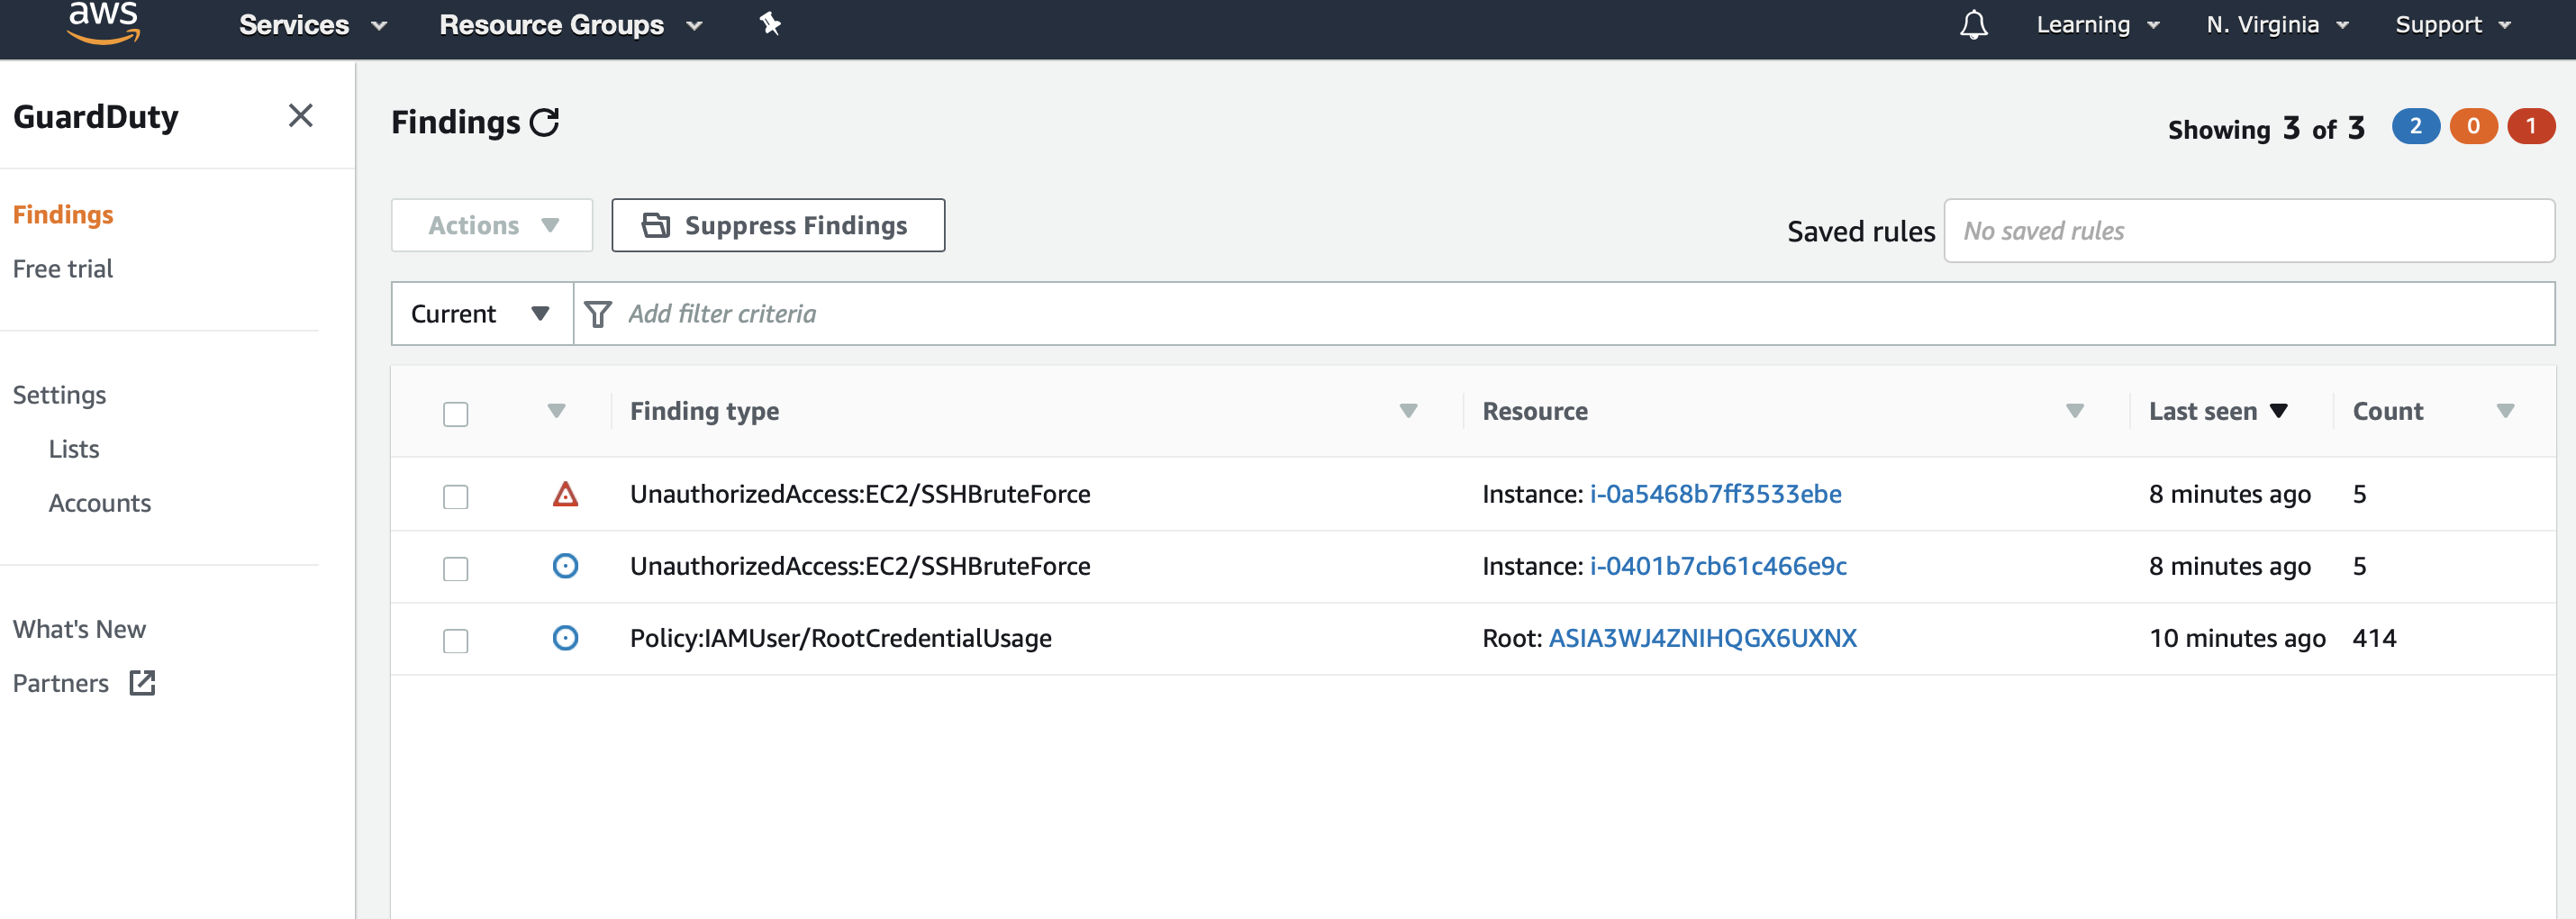 aws Services Resource Groups Learning N. Virginia Support
GuardDuty
Findings
Free trial
Settings
Lists
Accounts
What's New
Partners
Findings Showing 3 of 3 2 0 1
Actions Suppress Findings Saved rules No saved rules
Current Add filter criteria
Finding type Resource Last seen Count
UnauthorizedAccess:EC2/SSHBruteForce Instance: i-0a5468b7ff3533ebe 8 minutes ago 5
UnauthorizedAccess:EC2/SSHBruteForce Instance: i-0401b7cb61c466e9c 8 minutes ago 5
Policy:IAMUser/RootCredentialUsage Root: ASIA3WJ4ZNIHQGX6UXNX 10 minutes ago 414